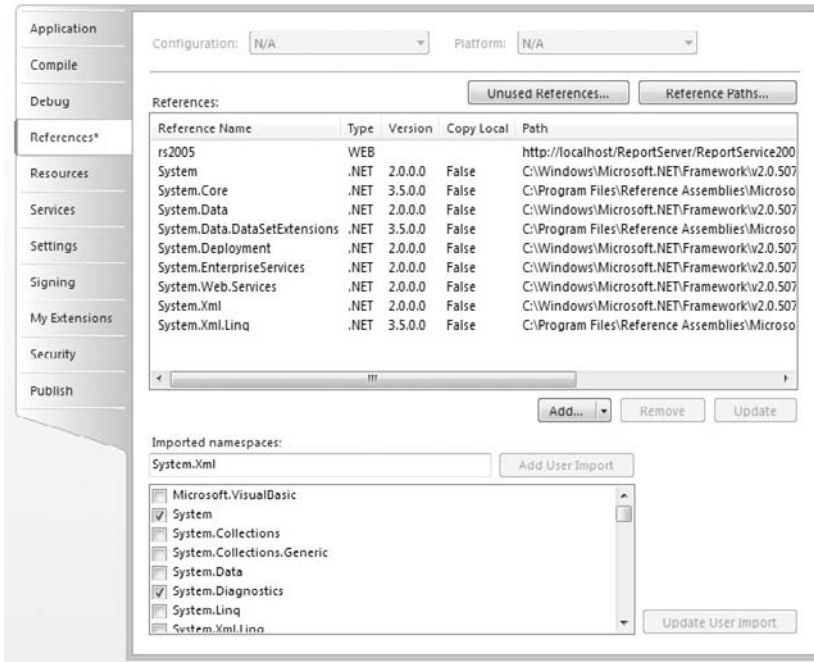 Application
Compile
Debug
References*
Resources
Services
Settings
Signing
My Extensions
Security
Publish
Configuration: N/A Platform: N/A
Unused References... Reference Paths...
References:
Reference Name Type Version Copy Local Path
rs2005 WEB http://localhost/ReportServer/ReportService200
System .NET 2.0.0.0 False C:\Windows\Microsoft.NET\Framework\v2.0.507
System.Core .NET 3.5.0.0 False C:\Program Files\Reference Assemblies\Microso
System.Data .NET 2.0.0.0 False C:\Windows\Microsoft.NET\Framework\v2.0.507
System.Data.DataSetExtensions .NET 3.5.0.0 False C:\Program Files\Reference Assemblies\Microso
System.Deployment .NET 2.0.0.0 False C:\Windows\Microsoft.NET\Framework\v2.0.507
System.EnterpriseServices .NET 2.0.0.0 False C:\Windows\Microsoft.NET\Framework\v2.0.507
System.Web.Services .NET 2.0.0.0 False C:\Windows\Microsoft.NET\Framework\v2.0.507
System.Xml .NET 2.0.0.0 False C:\Windows\Microsoft.NET\Framework\v2.0.507
System.Xml.Linq .NET 3.5.0.0 False C:\Program Files\Reference Assemblies\Microso
Add... Remove Update
Imported namespaces:
System.Xml Add User Import
Microsoft.VisualBasic
System
System.Collections
System.Collections.Generic
System.Data
System.Diagnostics
System.Linq
System.Xml.Linq
Update User Import